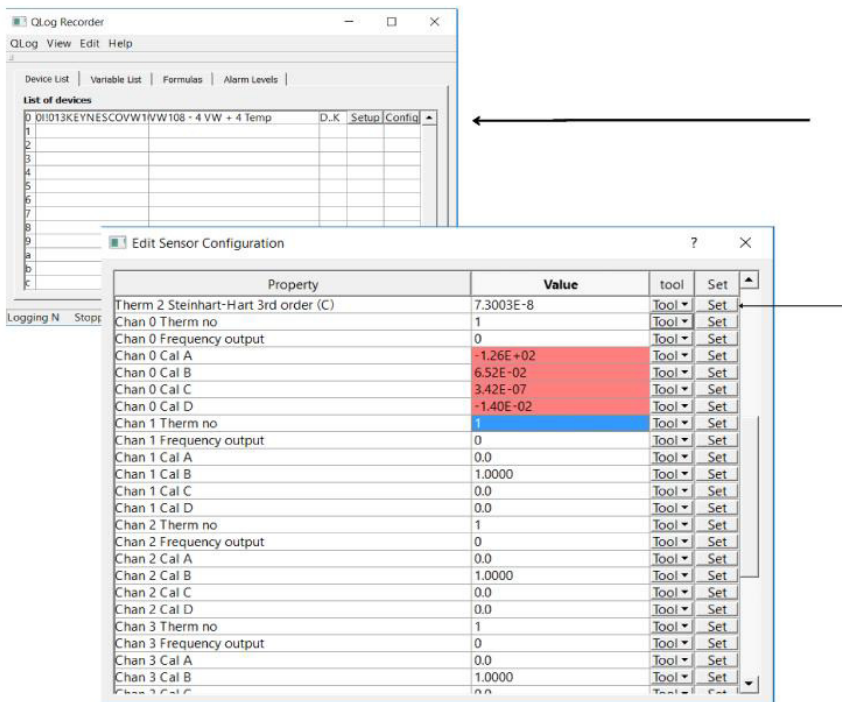 QLog Recorder
QLog View Edit Help
Device List Variable List Formulas Alarm Levels
List of devices
0 0I!013KEYNESCOVW1 VW108 - 4 VW + 4 Temp D..K Setup Config
1
2
3
4
5
6
7
8
9
a
b
c
Logging N Stopp
Edit Sensor Configuration ? ×
Property Value tool Set
Therm 2 Steinhart-Hart 3rd order (C) 7.3003E-8 Tool Set
Chan 0 Therm no 1 Tool Set
Chan 0 Frequency output 0 Tool Set
Chan 0 Cal A -1.26E+02 Tool Set
Chan 0 Cal B 6.52E-02 Tool Set
Chan 0 Cal C 3.42E-07 Tool Set
Chan 0 Cal D -1.40E-02 Tool Set
Chan 1 Therm no 1 Tool Set
Chan 1 Frequency output 0 Tool Set
Chan 1 Cal A 0.0 Tool Set
Chan 1 Cal B 1.0000 Tool Set
Chan 1 Cal C 0.0 Tool Set
Chan 1 Cal D 0.0 Tool Set
Chan 2 Therm no 1 Tool Set
Chan 2 Frequency output 0 Tool Set
Chan 2 Cal A 0.0 Tool Set
Chan 2 Cal B 1.0000 Tool Set
Chan 2 Cal C 0.0 Tool Set
Chan 2 Cal D 0.0 Tool Set
Chan 3 Therm no 1 Tool Set
Chan 3 Frequency output 0 Tool Set
Chan 3 Cal A 0.0 Tool Set
Chan 3 Cal B 1.0000 Tool Set